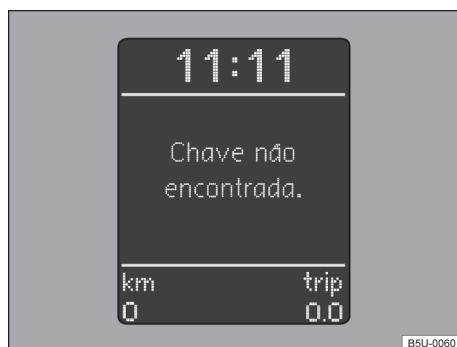 11:11
Chave não
encontrada.
km trip
0 0.0
B5U-0060